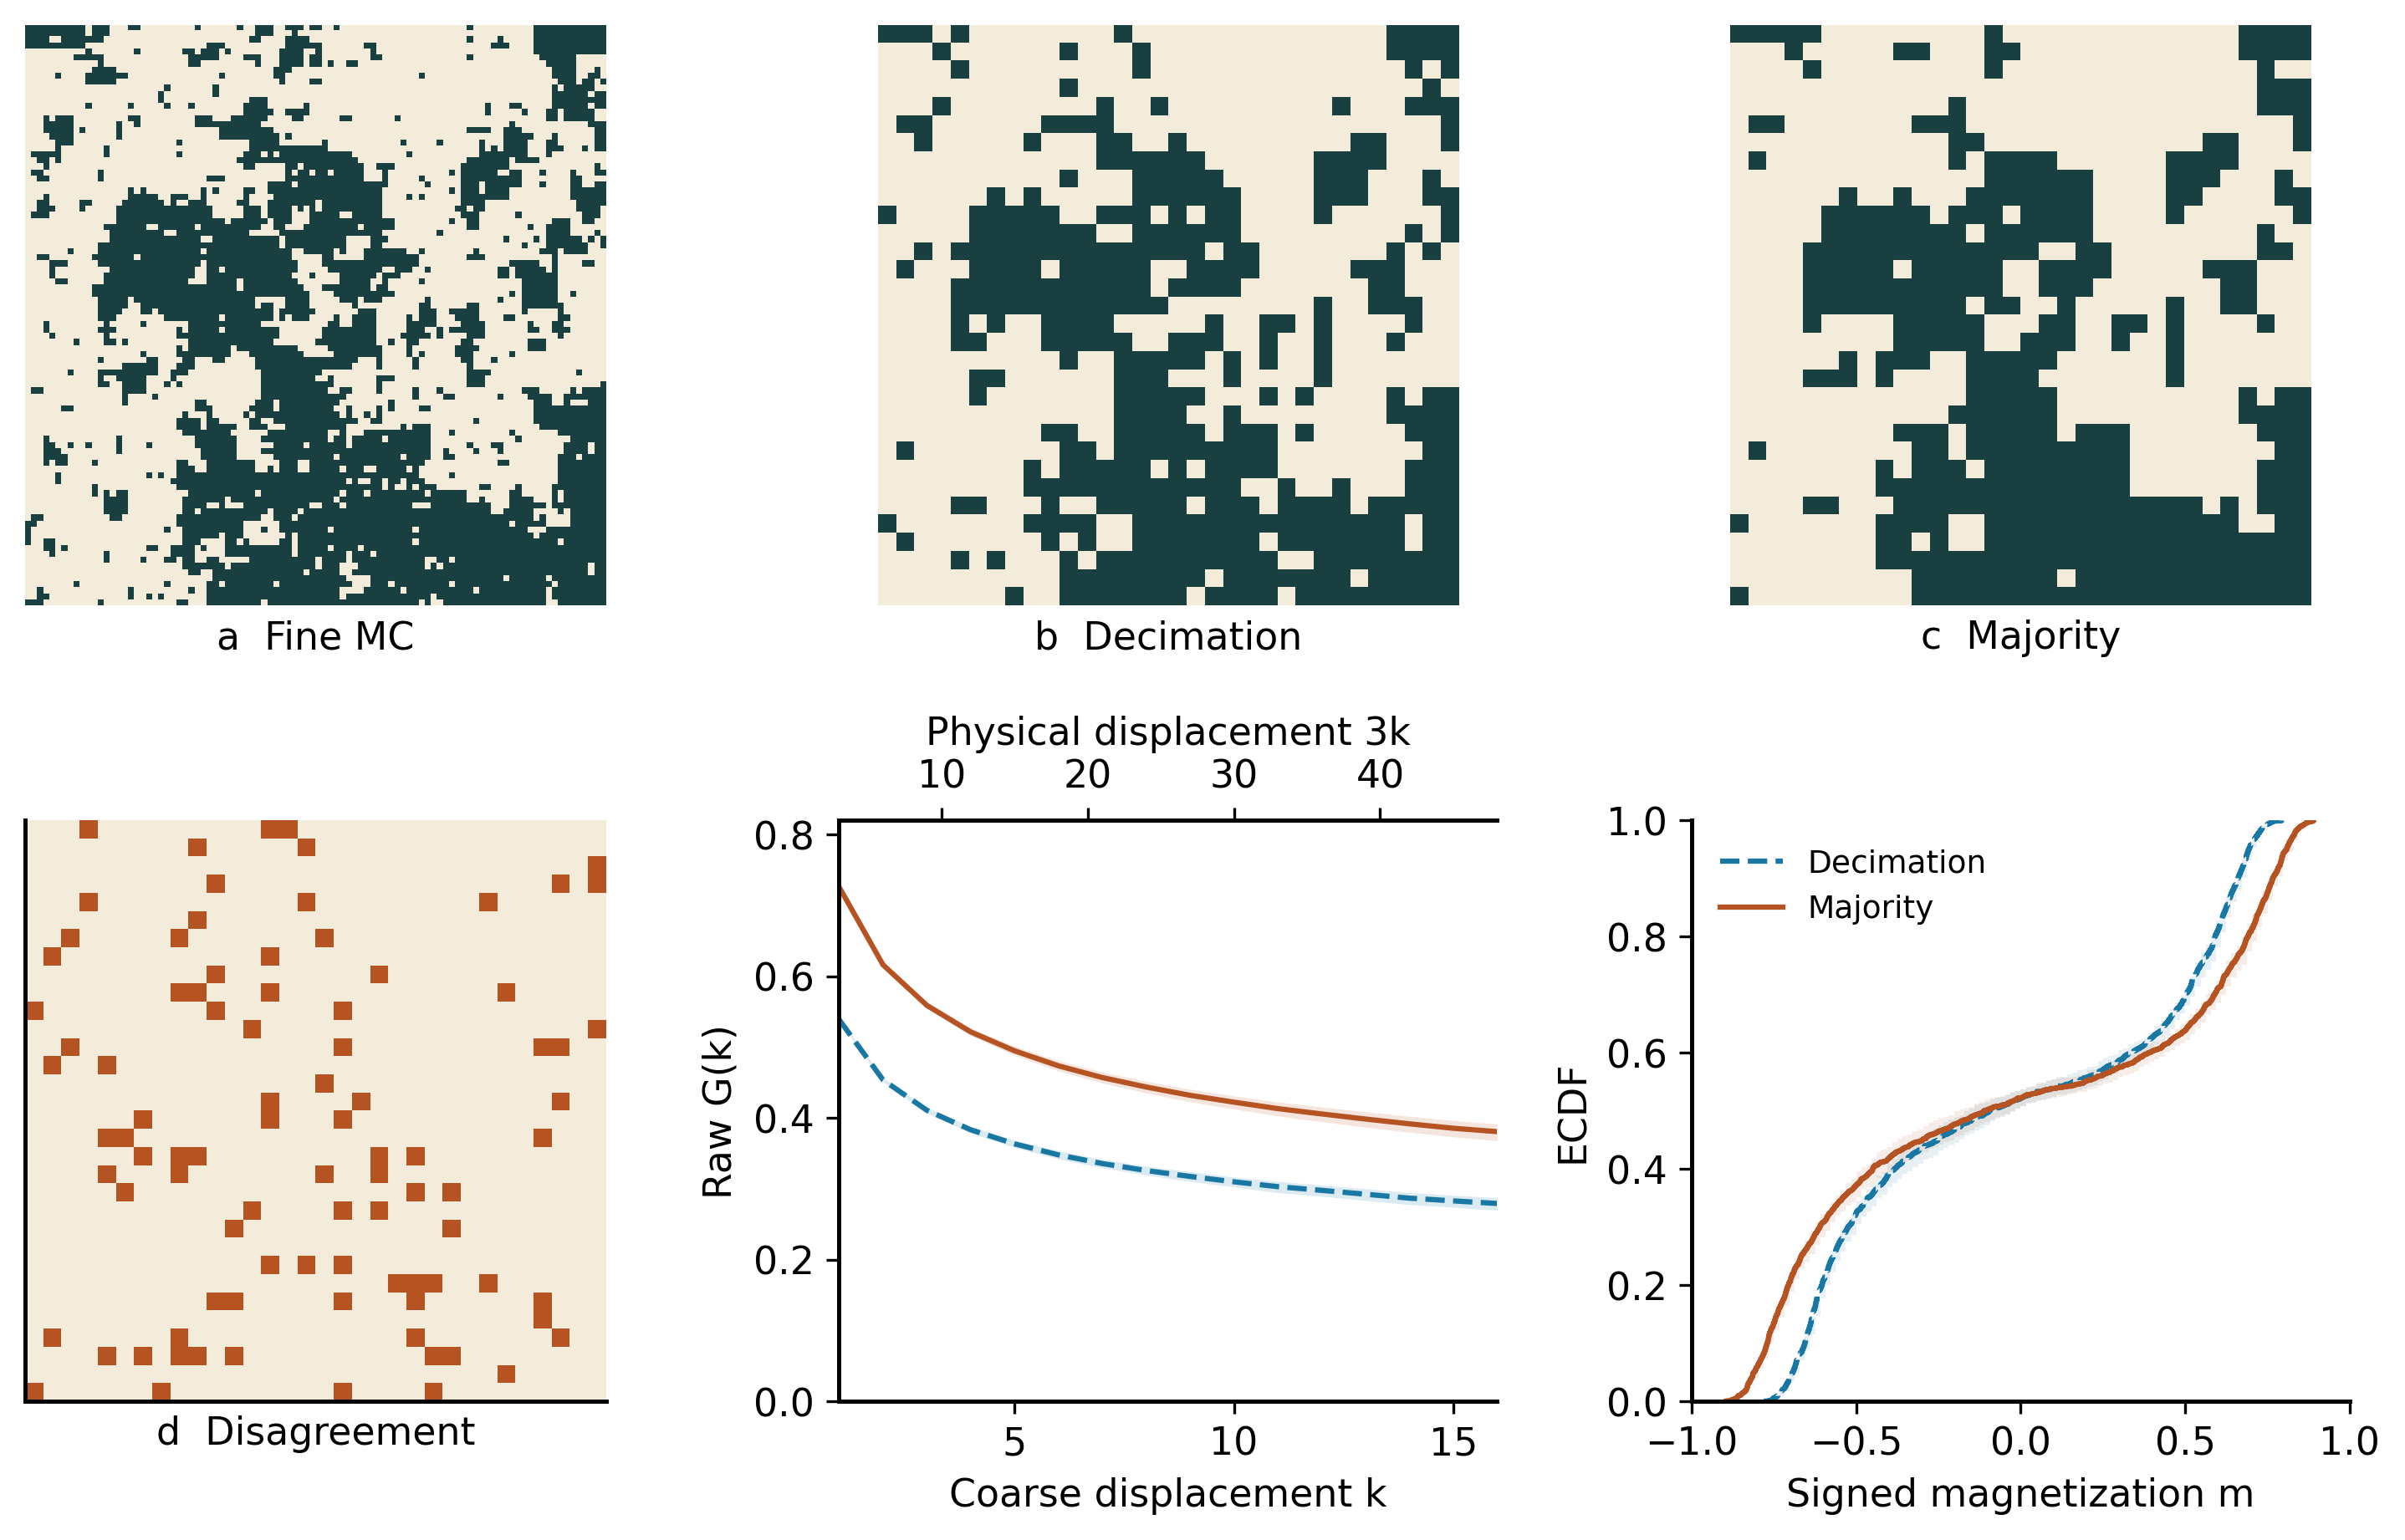 a  Fine MC
b  Decimation
c  Majority
d  Disagreement
Physical displacement 3k
10 20 30 40
Raw G(k)
0.8
0.6
0.4
0.2
0.0
5 10 15
Coarse displacement k
ECDF
1.0
0.8
0.6
0.4
0.2
0.0
Decimation
Majority
−1.0 −0.5 0.0 0.5 1.0
Signed magnetization m